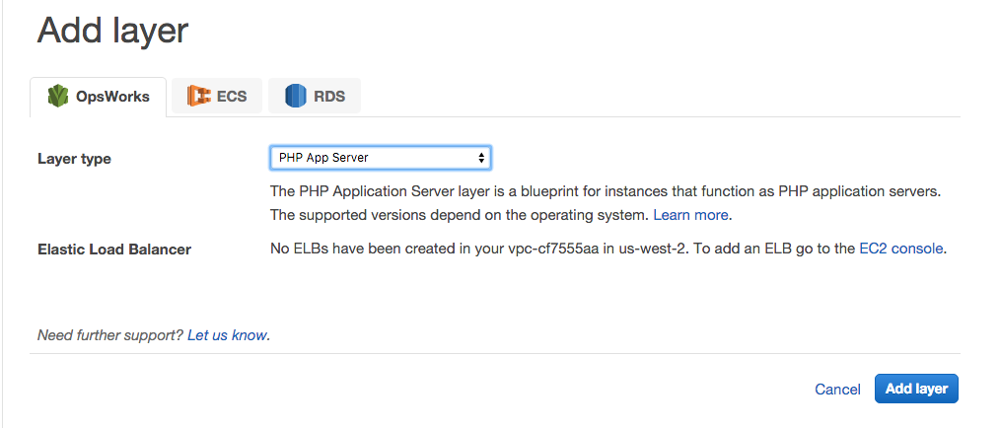 Add layer
OpsWorks ECS RDS
Layer type PHP App Server
The PHP Application Server layer is a blueprint for instances that function as PHP application servers.
The supported versions depend on the operating system. Learn more.
Elastic Load Balancer No ELBs have been created in your vpc-cf7555aa in us-west-2. To add an ELB go to the EC2 console.
Need further support? Let us know.
Cancel Add layer